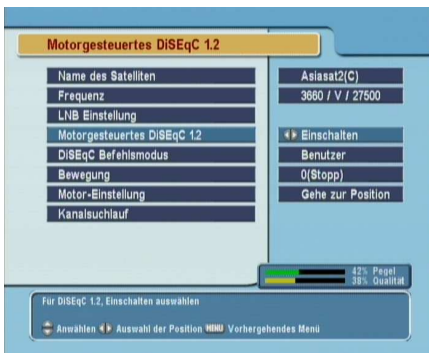 Motorgesteuertes DiSEqC 1.2
Name des Satelliten Asiasat2(C)
Frequenz 3660 / V / 27500
LNB Einstellung
Motorgesteuertes DiSEqC 1.2 Einschalten
DiSEqC Befehlsmodus Benutzer
Bewegung 0(Stopp)
Motor-Einstellung Gehe zur Position
Kanalsuchlauf
42% Pegel
38% Qualitat
Für DiSEqC 1.2, Einschalten auswählen
Anwählen Auswahl der Position MENU Vorhergehendes Menü